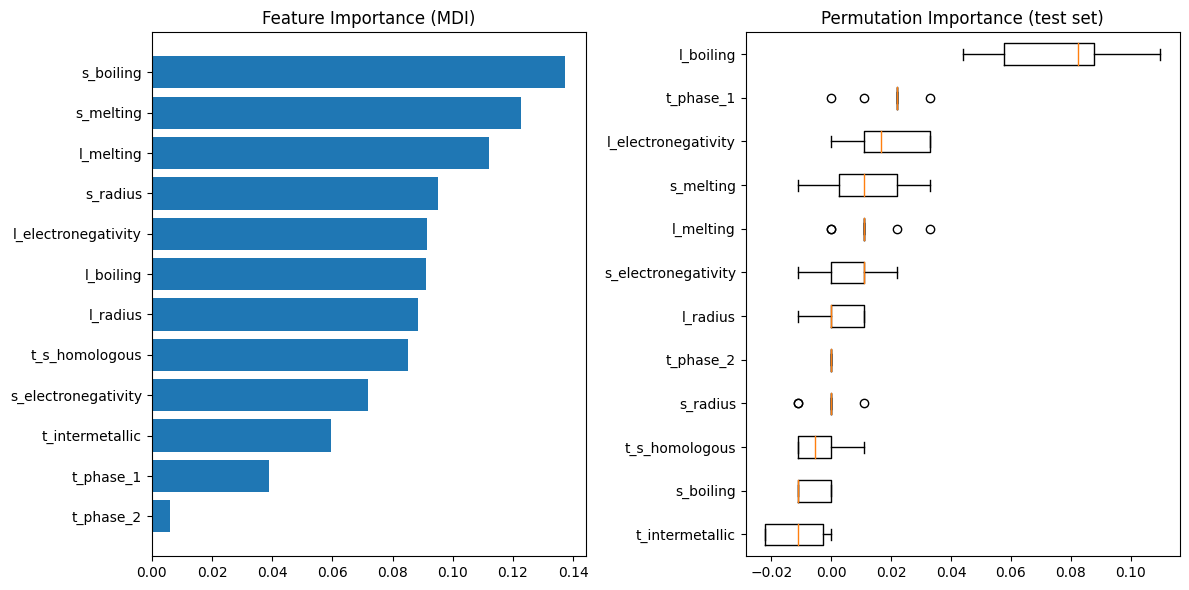 Feature Importance (MDI)
s_boiling
s_melting
l_melting
s_radius
l_electronegativity
l_boiling
l_radius
t_s_homologous
s_electronegativity
t_intermetallic
t_phase_1
t_phase_2
0.00 0.02 0.04 0.06 0.08 0.10 0.12 0.14
Permutation Importance (test set)
l_boiling
t_phase_1
l_electronegativity
s_melting
l_melting
s_electronegativity
l_radius
t_phase_2
s_radius
t_s_homologous
s_boiling
t_intermetallic
−0.02 0.00 0.02 0.04 0.06 0.08 0.10